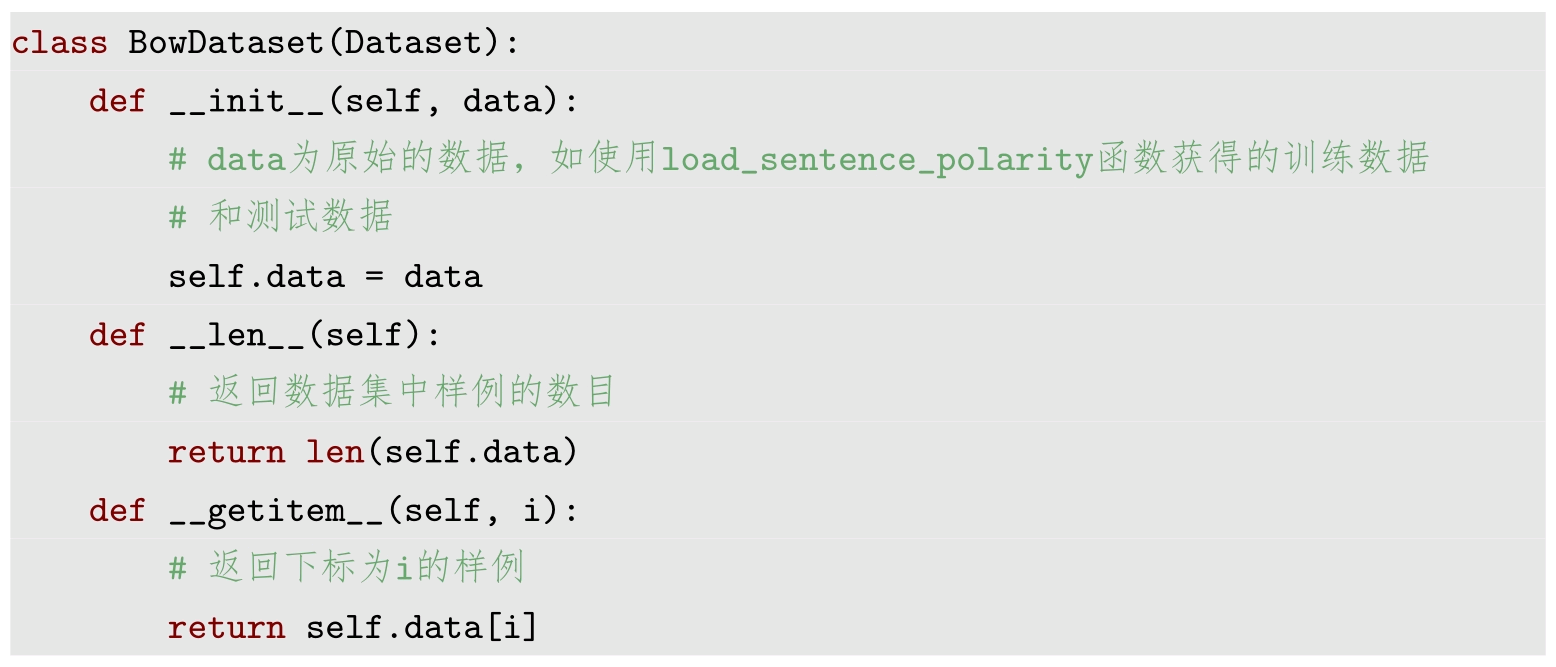 class BowDataset(Dataset):
    def __init__(self, data):
        # data为原始的数据，如使用load_sentence_polarity函数获得的训练数据
        # 和测试数据
        self.data = data
    def __len__(self):
        # 返回数据集中样例的数目
        return len(self.data)
    def __getitem__(self, i):
        # 返回下标为i的样例
        return self.data[i]